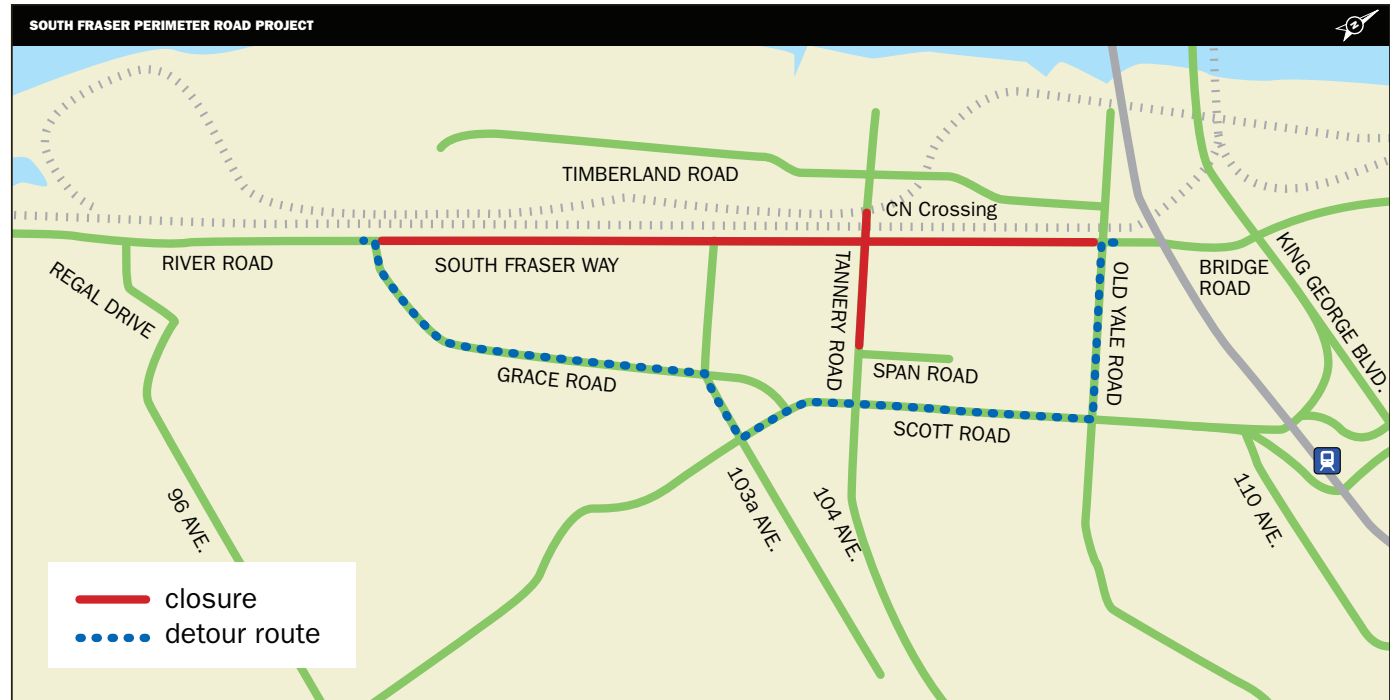 SOUTH FRASER PERIMETER ROAD PROJECT
N
TIMBERLAND ROAD
CN Crossing
RIVER ROAD
SOUTH FRASER WAY
REGAL DRIVE
TANNERY ROAD
OLD YALE ROAD
BRIDGE
ROAD
KING GEORGE BLVD.
GRACE ROAD
SPAN ROAD
SCOTT ROAD
96 AVE.
103a AVE.
104 AVE.
110 AVE.
closure
detour route